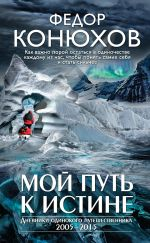 ФЕДОР
КОНЮХОВ
Как важно порой остаться в одиночестве
каждому из нас, чтобы понять самих себя
и стать сильнее
МОЙ ПУТЬ
К ИСТИНЕ
Дневники одинокого путешественника
2005–2015